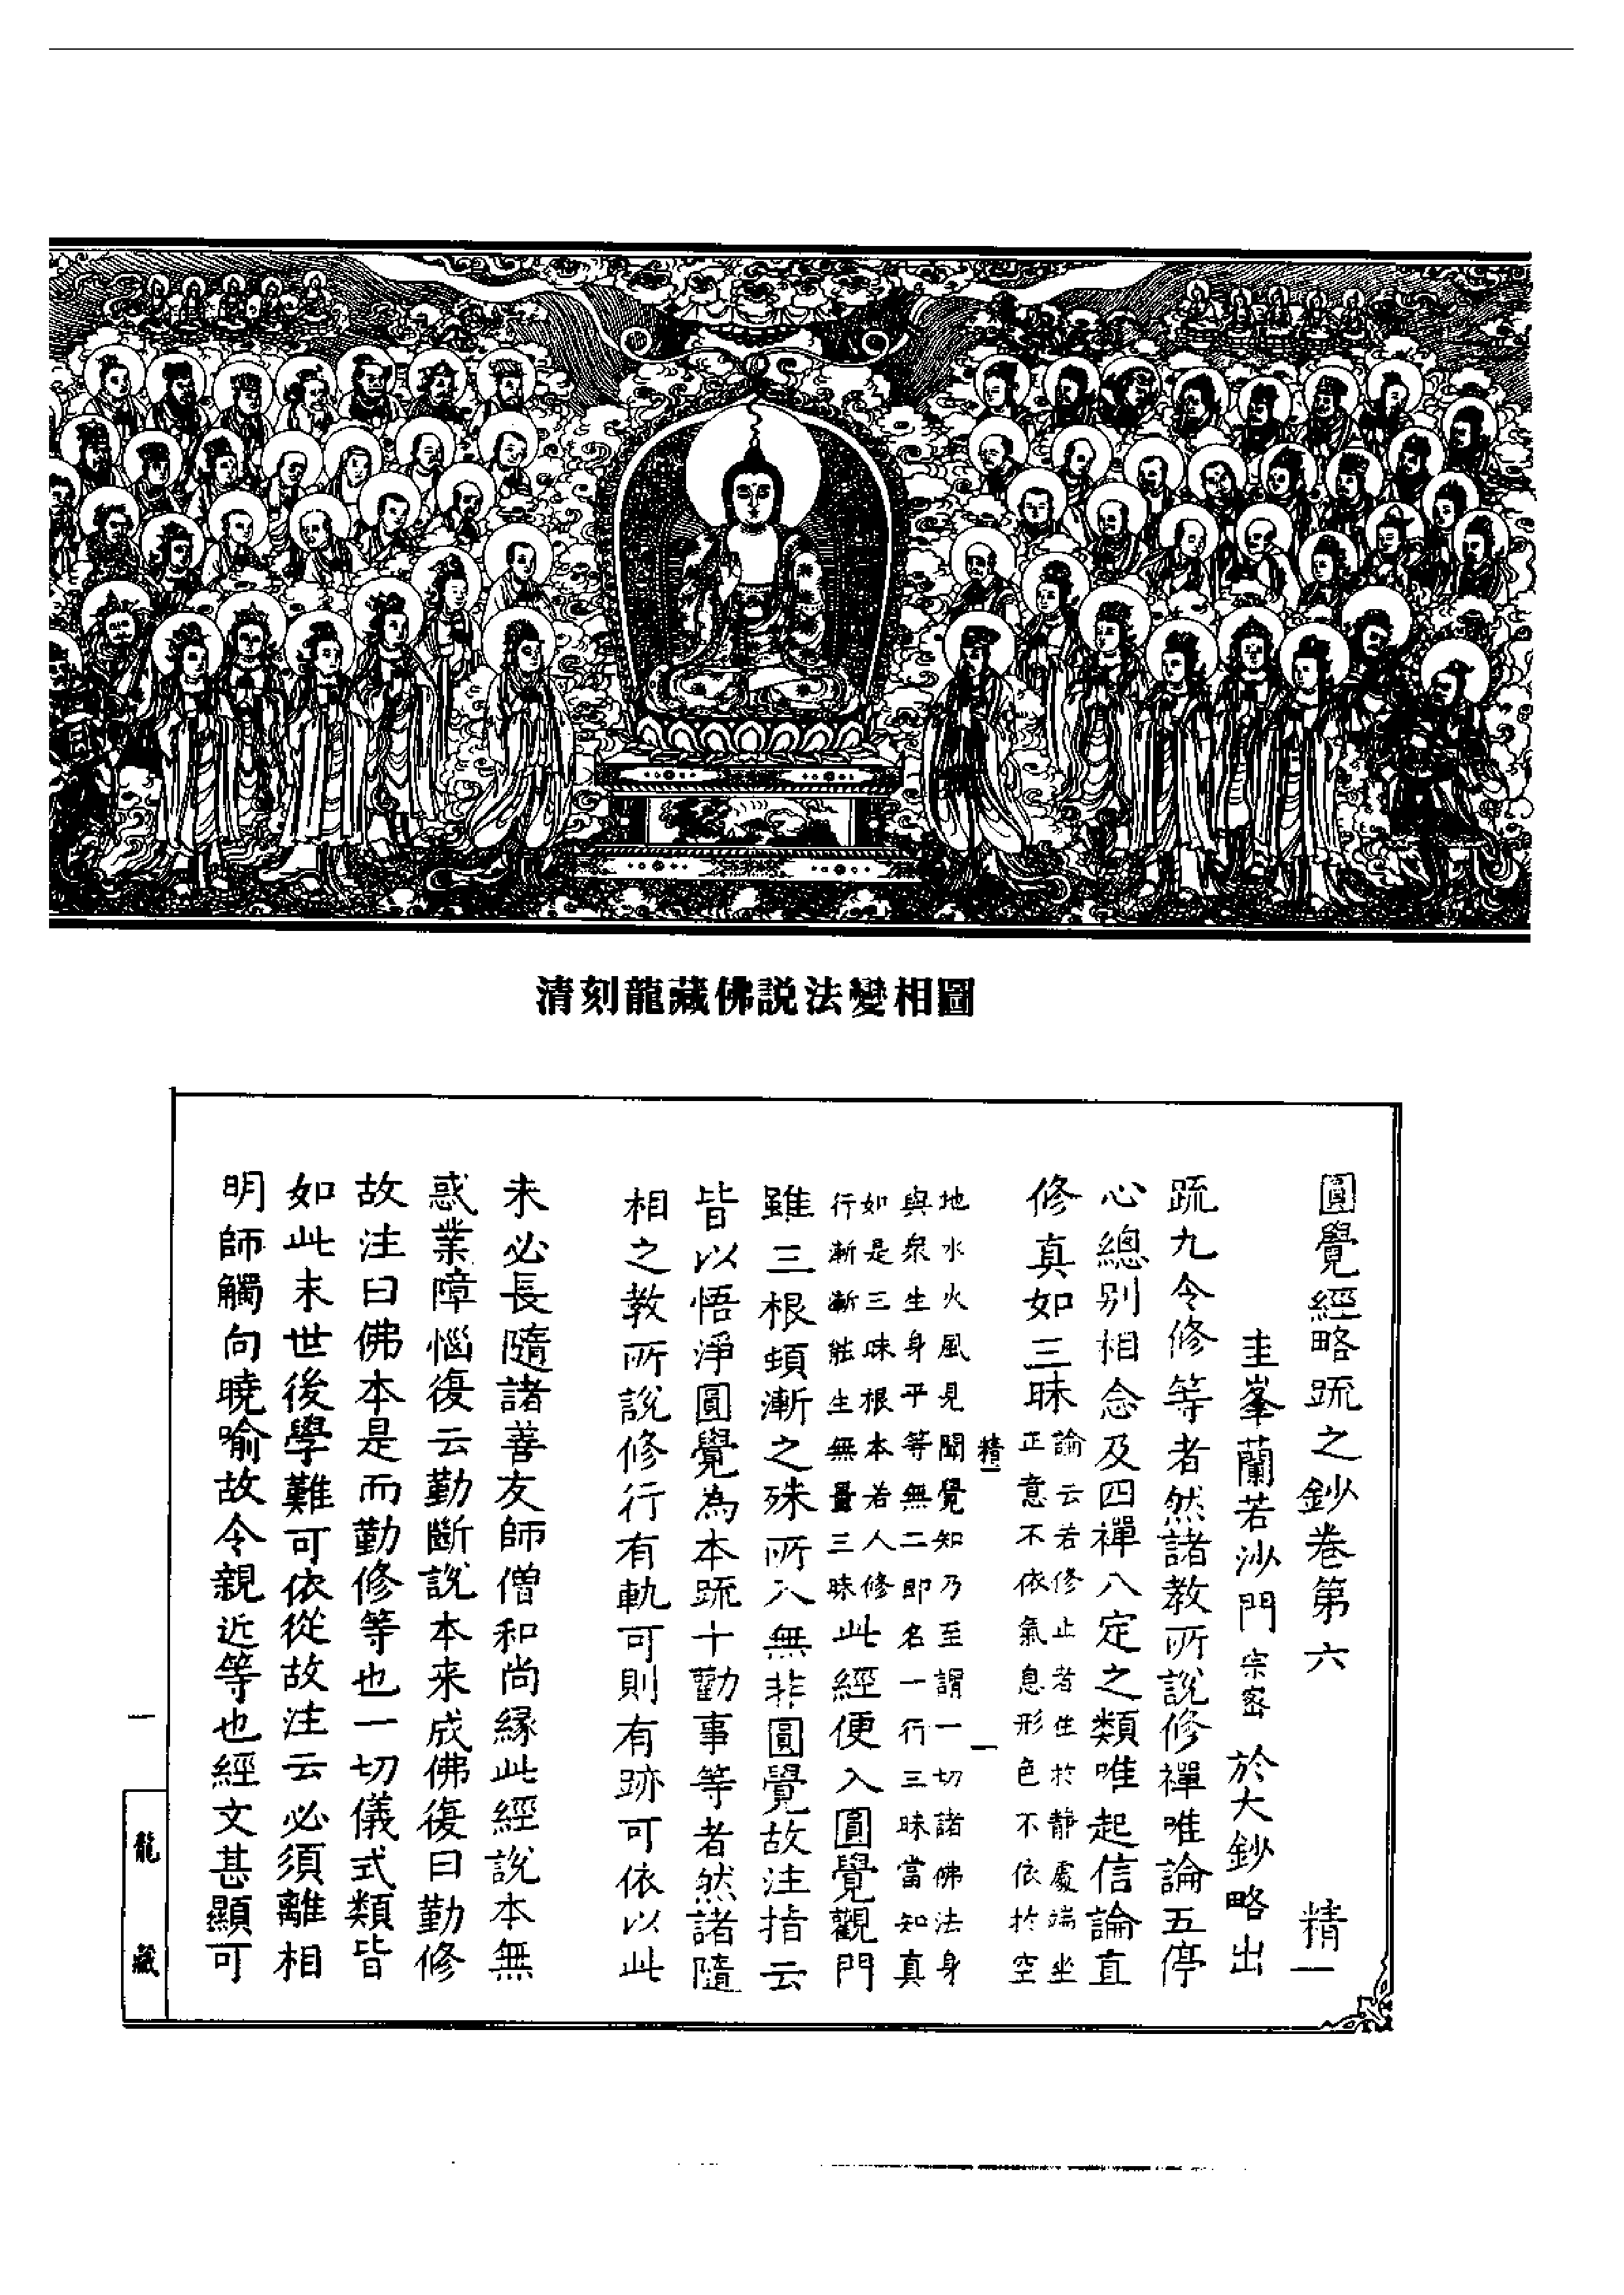 清刻龍藏佛説法變相圖
圓覺經略䟽之鈔卷第六 精一
圭峯蘭若沙門宗密於大鈔略出
䟽九令修等者然諸教所説修禪唯論五停
心總别相念及四禪八定之類唯起信論直
修真如三昧論云若修止者住於靜處端坐
正意不依氣息形色不依於空
精一 一
地水火風見聞覺知乃至謂一切諸佛法身
與衆生身平等無二即名一行三昧當知真
如是三昧根本若人修
行漸漸能生無量三昧此經便入圓覺觀門
雖三根頓漸之殊所入無非圓覺故注指云
皆以悟淨圓覺為本䟽十勸事等者然諸隨
相之教所説修行有軌可則有跡可依以此
未必長隨諸善友師僧和尚縁此經説本無
惑業障惱復云勤斷説本来成佛復曰勤修
故注曰佛本是而勤修等也一切儀式類皆
如此末世後學難可依從故注云必須離相
明師觸向曉喻故令親近等也經文甚顯可
一
龍藏